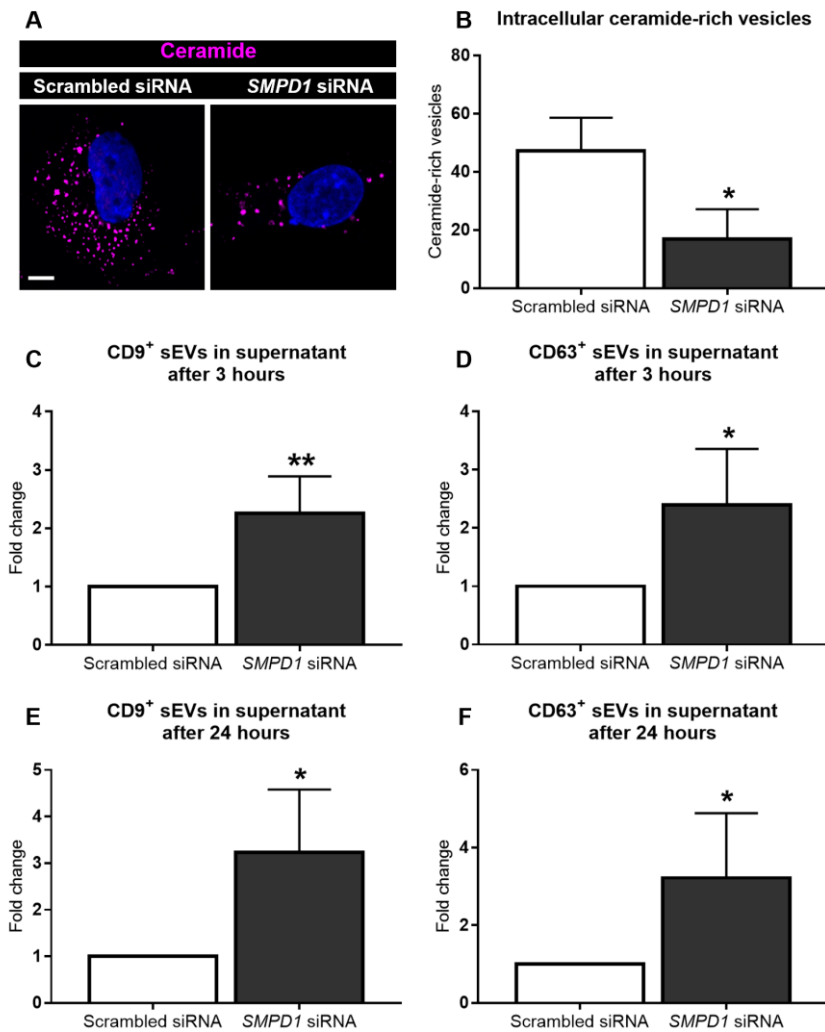 A
Ceramide
Scrambled siRNA
SMPD1 siRNA
B
Intracellular ceramide-rich vesicles
Ceramide-rich vesicles
80
60
40
20
0
*
Scrambled siRNA
SMPD1 siRNA
C
CD9⁺ sEVs in supernatant
after 3 hours
Fold change
4
3
2
1
0
**
Scrambled siRNA
SMPD1 siRNA
D
CD63⁺ sEVs in supernatant
after 3 hours
Fold change
4
3
2
1
0
*
Scrambled siRNA
SMPD1 siRNA
E
CD9⁺ sEVs in supernatant
after 24 hours
Fold change
5
4
3
2
1
0
*
Scrambled siRNA
SMPD1 siRNA
F
CD63⁺ sEVs in supernatant
after 24 hours
Fold change
6
4
2
0
*
Scrambled siRNA
SMPD1 siRNA